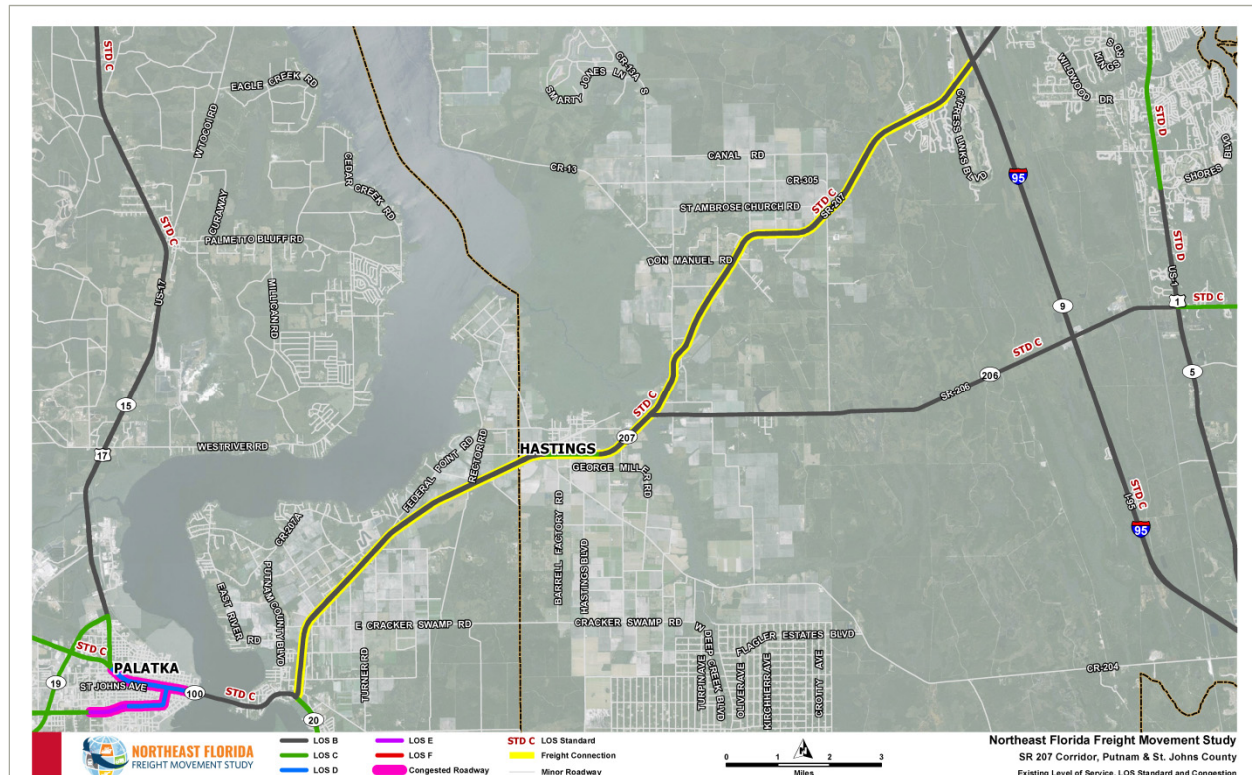 STD C
EAGLE CREEK RD
W TOCOI RD
CURAWAY
CEDAR CREEK RD
STD C
PALMETTO BLUFF RD
MILLICAN RD
US-17
15
17
WESTRIVER RD
SMARTY JONES LN
CR-13A S
CR-13
CANAL RD
CR-305
ST AMBROSE CHURCH RD
STD C
SR-207
DON MANUEL RD
CYPRESS LINKS BLVD
95
WILDWOOD DR
STD D
SHORES
BLVD
STD D
US-1
1
STD C
9
STD C
206
SR-206
5
STD C
207
HASTINGS
GEORGE MILLER RD
FEDERAL POINT RD
RECTOR RD
BARRELL FACTORY RD
HASTINGS BLVD
STD C
I-95
95
CR-207A
PUTNAM COUNTY BLVD
EAST RIVER RD
E CRACKER SWAMP RD
CRACKER SWAMP RD
W DEEP CREEK BLVD
FLAGLER ESTATES BLVD
TURPIN AVE
OLIVER AVE
KIRCHHERR AVE
CROTTY AVE
CR-204
TURNER RD
STD C
PALATKA
19
ST JOHNS AVE
100
STD C
20
NORTHEAST FLORIDA
FREIGHT MOVEMENT STUDY
LOS B
LOS C
LOS D
LOS E
LOS F
Congested Roadway
STD C LOS Standard
Freight Connection
Minor Roadway
0 1 2 3
Miles
Northeast Florida Freight Movement Study
SR 207 Corridor, Putnam & St. Johns County
Existing Level of Service, LOS Standard and Congestion